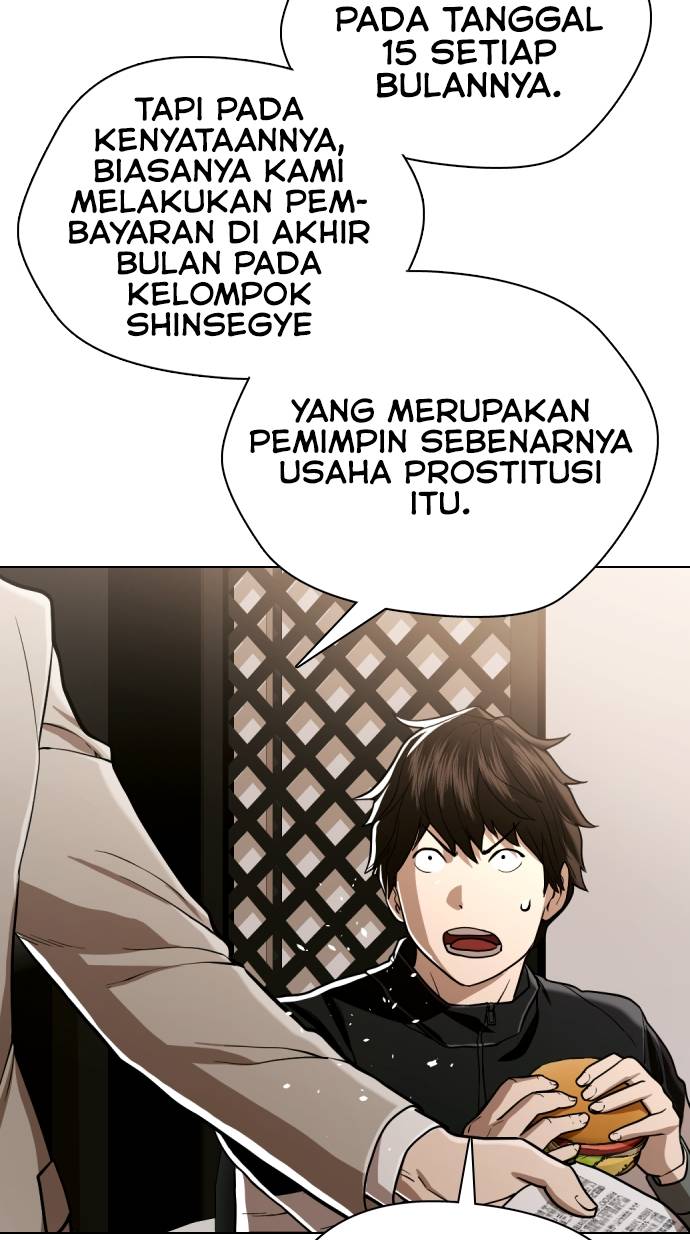 PADA TANGGAL
15 SETIAP
BULANNYA.
TAPI PADA
KENYATAANNYA,
BIASANYA KAMI
MELAKUKAN PEM-
BAYARAN DI AKHIR
BULAN PADA
KELOMPOK
SHINSEGYE
YANG MERUPAKAN
PEMIMPIN SEBENARNYA
USAHA PROSTITUSI
ITU.